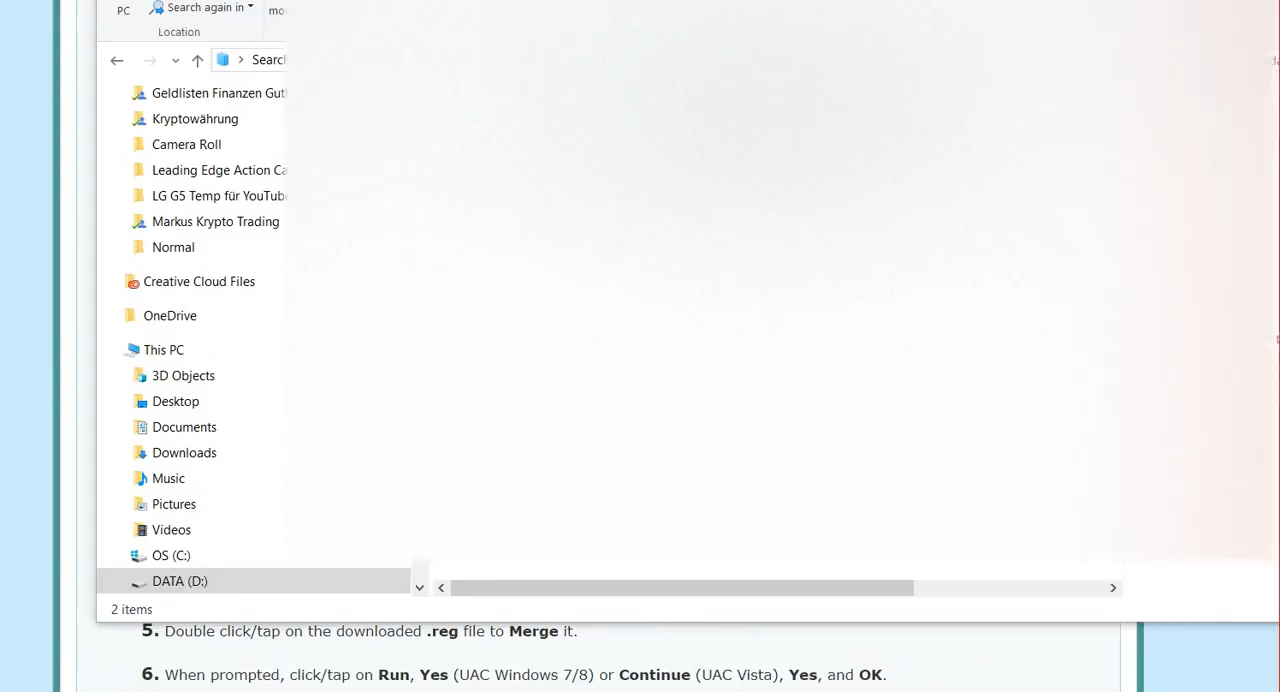 PC
Search again in
mo
Location
Searc
Geldlisten Finanzen Gut
Kryptowährung
Camera Roll
Leading Edge Action Ca
LG G5 Temp für YouTube
Markus Krypto Trading
Normal
Creative Cloud Files
OneDrive
This PC
3D Objects
Desktop
Documents
Downloads
Music
Pictures
Videos
OS (C:)
DATA (D:)
2 items
5. Double click/tap on the downloaded .reg file to Merge it.
6. When prompted, click/tap on Run, Yes (UAC Windows 7/8) or Continue (UAC Vista), Yes, and OK.